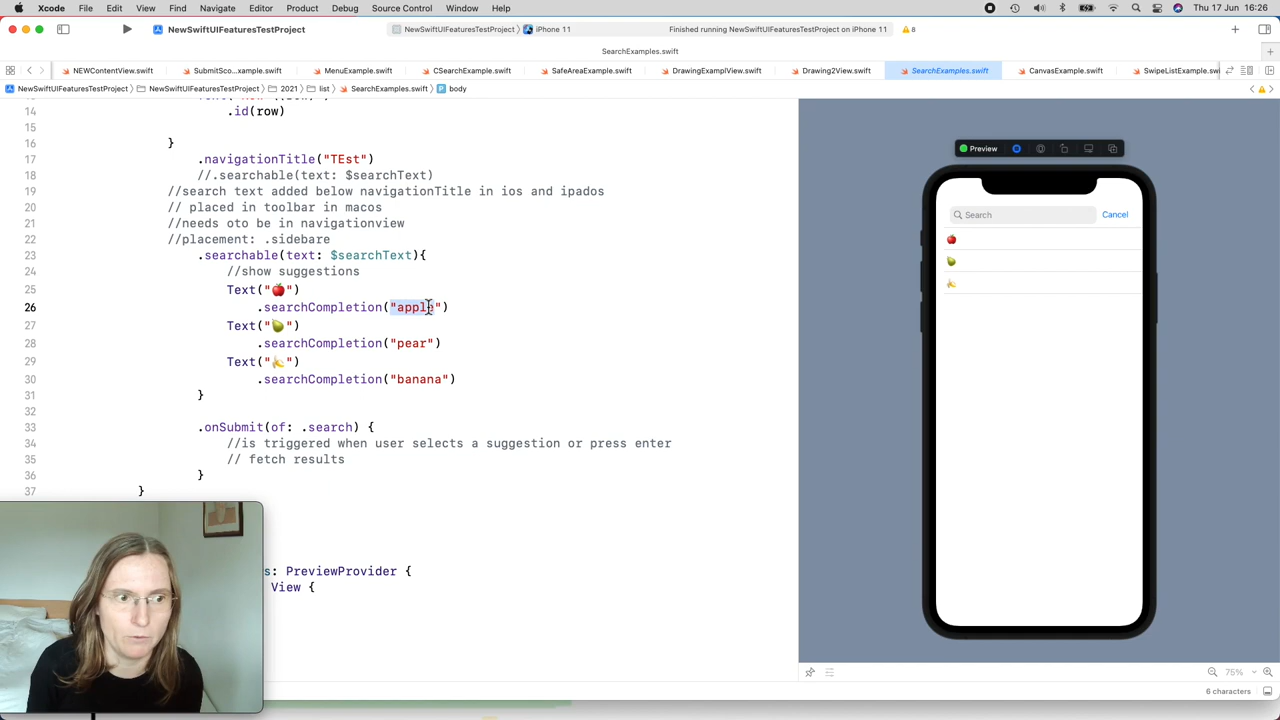 Xcode File Edit View Find Navigate Editor Product Debug Source Control Window Help Thu 17 Jun 16:26
NewSwiftUIFeaturesTestProject NewSwiftUIFeaturesTestProject iPhone 11 Finished running NewSwiftUIFeaturesTestProject on iPhone 11 8
SearchExamples.swift
NEWContentView.swift SubmitSco...xample.swift MenuExample.swift CSearchExample.swift SafeAreaExample.swift DrawingExamplView.swift Drawing2View.swift SearchExamples.swift CanvasExample.swift SwipeListExample.swi
NewSwiftUIFeaturesTestProject NewSwiftUIFeaturesTestProject 2021 list SearchExamples.swift body
14 .id(row)
15
16 }
17 .navigationTitle("TEst")
18 //.searchable(text: $searchText)
19 //search text added below navigationTitle in ios and ipados
20 // placed in toolbar in macos
21 //needs oto be in navigationview
22 //placement: .sidebare
23 .searchable(text: $searchText){
24 //show suggestions
25 Text("🍎")
26 .searchCompletion("apple")
27 Text("🍐")
28 .searchCompletion("pear")
29 Text("🍌")
30 .searchCompletion("banana")
31 }
32
33 .onSubmit(of: .search) {
34 //is triggered when user selects a suggestion or press enter
35 // fetch results
36 }
37 }
s: PreviewProvider {
View {
Preview
Search Cancel
🍎
🍐
🍌
75%
6 characters